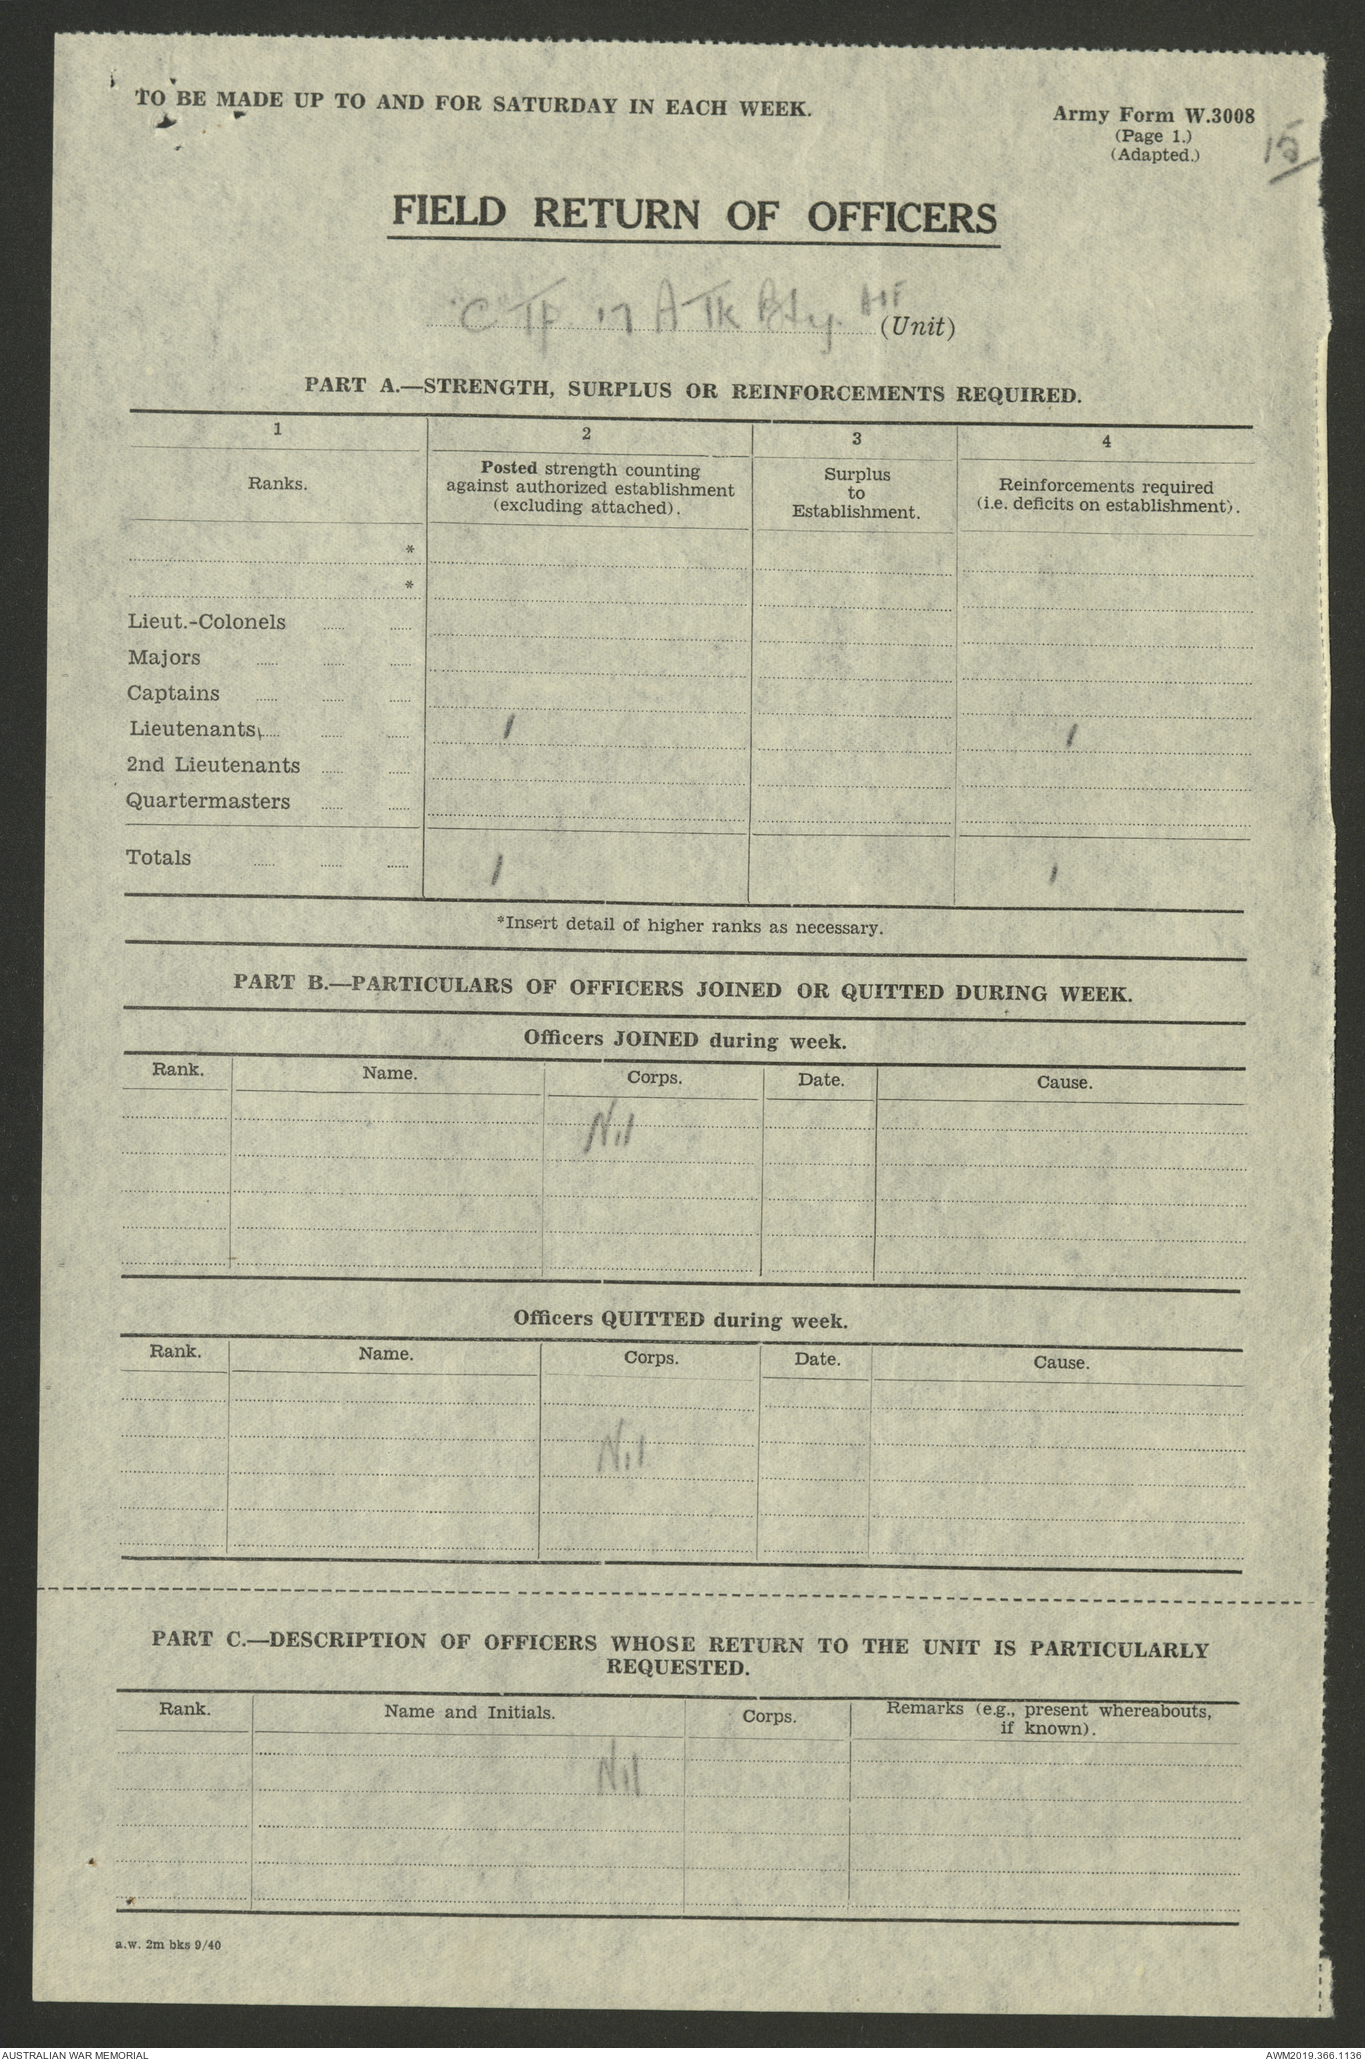 TO BE MADE UP TO AND FOR SATURDAY IN EACH WEEK.
Army Form W.3008
(Page 1.)
(Adapted.)
15
FIELD RETURN OF OFFICERS
"C Tp. 17 A Tk Bty. AIF (Unit)
PART A.—STRENGTH, SURPLUS OR REINFORCEMENTS REQUIRED.
1 2 3 4
Ranks. Posted strength counting against authorized establishment (excluding attached). Surplus to Establishment. Reinforcements required (i.e. deficits on establishment).
*
*
Lieut.-Colonels
Majors
Captains
Lieutenants 1 1
2nd Lieutenants
Quartermasters
Totals 1 1
*Insert detail of higher ranks as necessary.
PART B.—PARTICULARS OF OFFICERS JOINED OR QUITTED DURING WEEK.
Officers JOINED during week.
Rank. Name. Corps. Date. Cause.
Nil
Officers QUITTED during week.
Rank. Name. Corps. Date. Cause.
Nil
PART C.—DESCRIPTION OF OFFICERS WHOSE RETURN TO THE UNIT IS PARTICULARLY
REQUESTED.
Rank. Name and Initials. Corps. Remarks (e.g., present whereabouts, if known).
Nil
a.w. 2m bks 9/40
AUSTRALIAN WAR MEMORIAL
AWM2019.366.1136